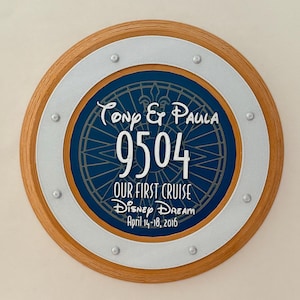 Tony & Paula
9504
OUR FIRST CRUISE
Disney Dream
April 14-18, 2016